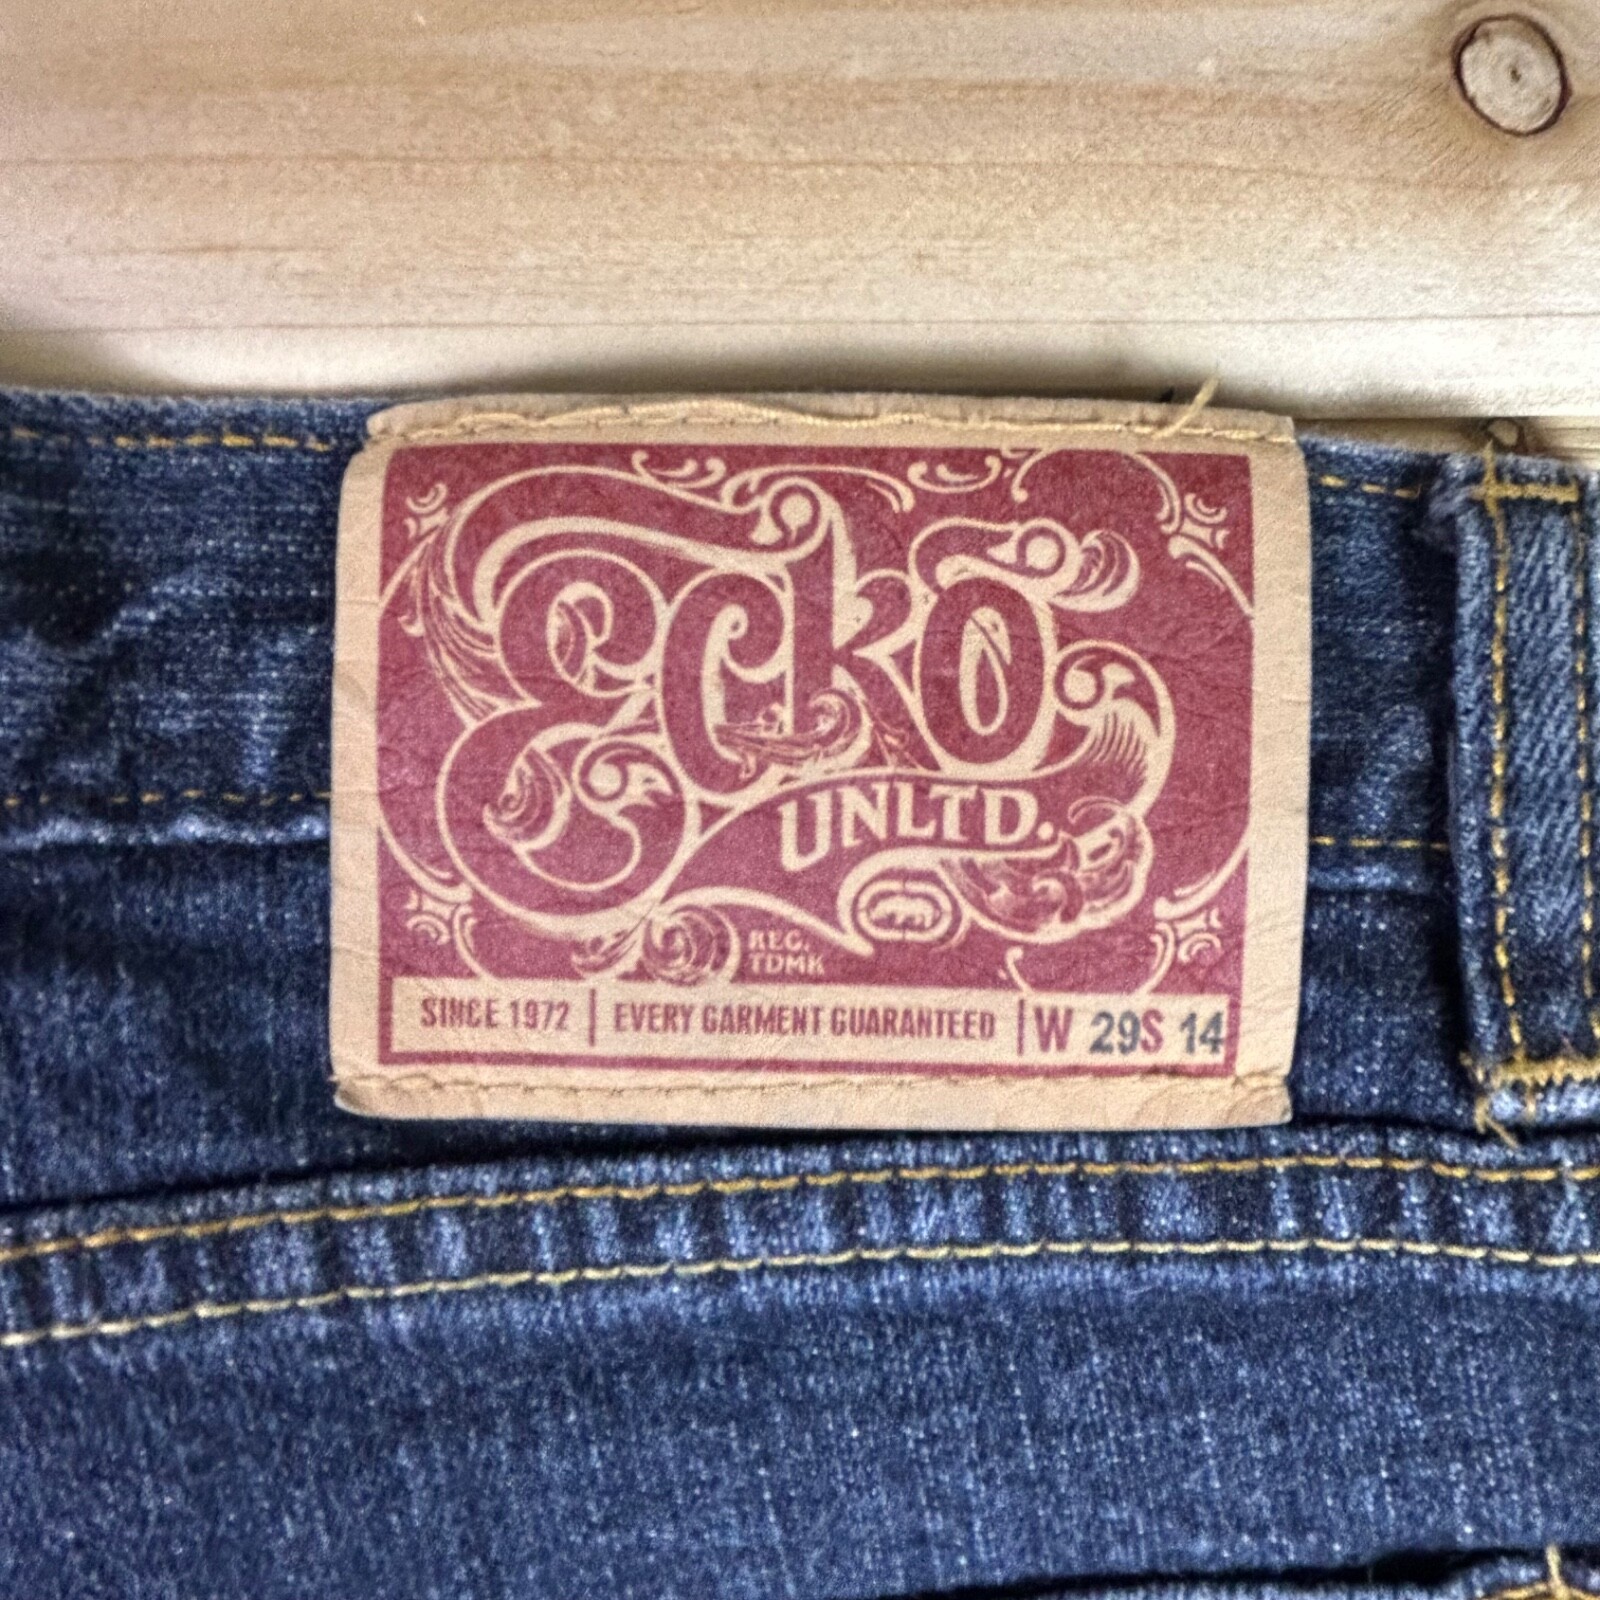 Ecko
UNLTD.
REG.
TDMK
SINCE 1972 | EVERY GARMENT GUARANTEED | W 29S 14